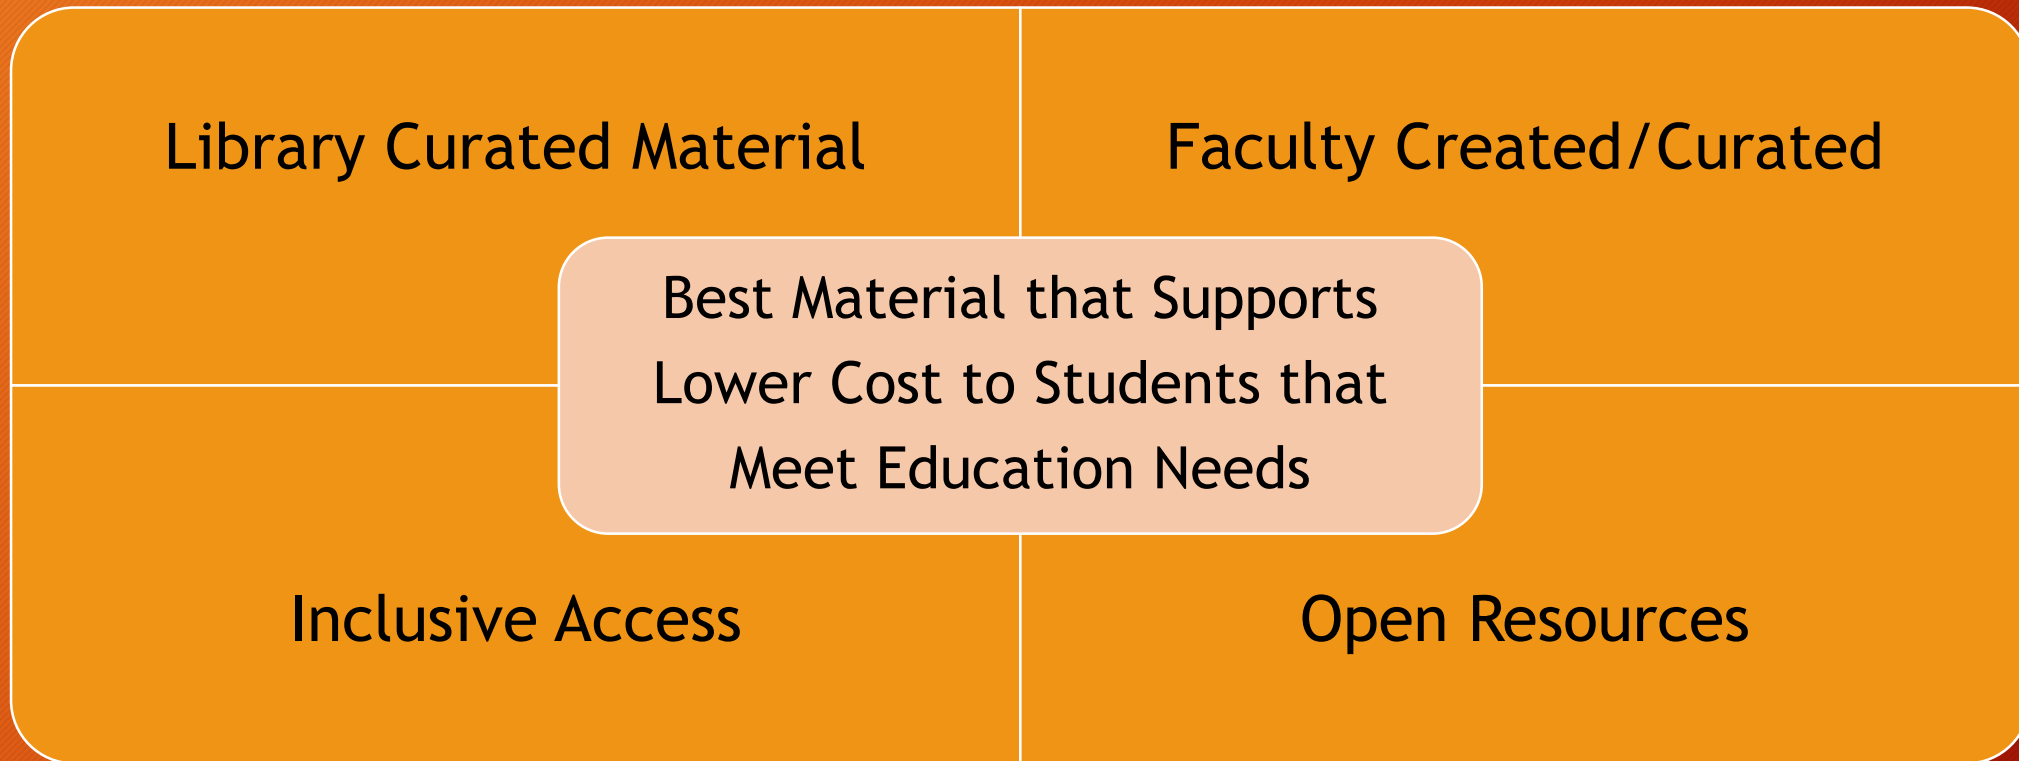 Library Curated Material
Faculty Created/Curated
Best Material that Supports
Lower Cost to Students that
Meet Education Needs
Inclusive Access
Open Resources